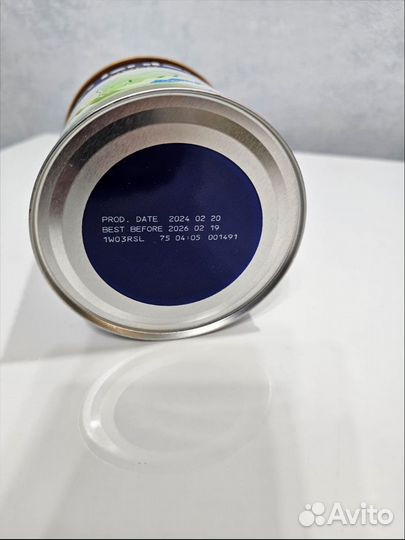 PROD. DATE 2024 02 20
BEST BEFORE 2026 02 19
1W03RSL 75 04:05 001491
Avito